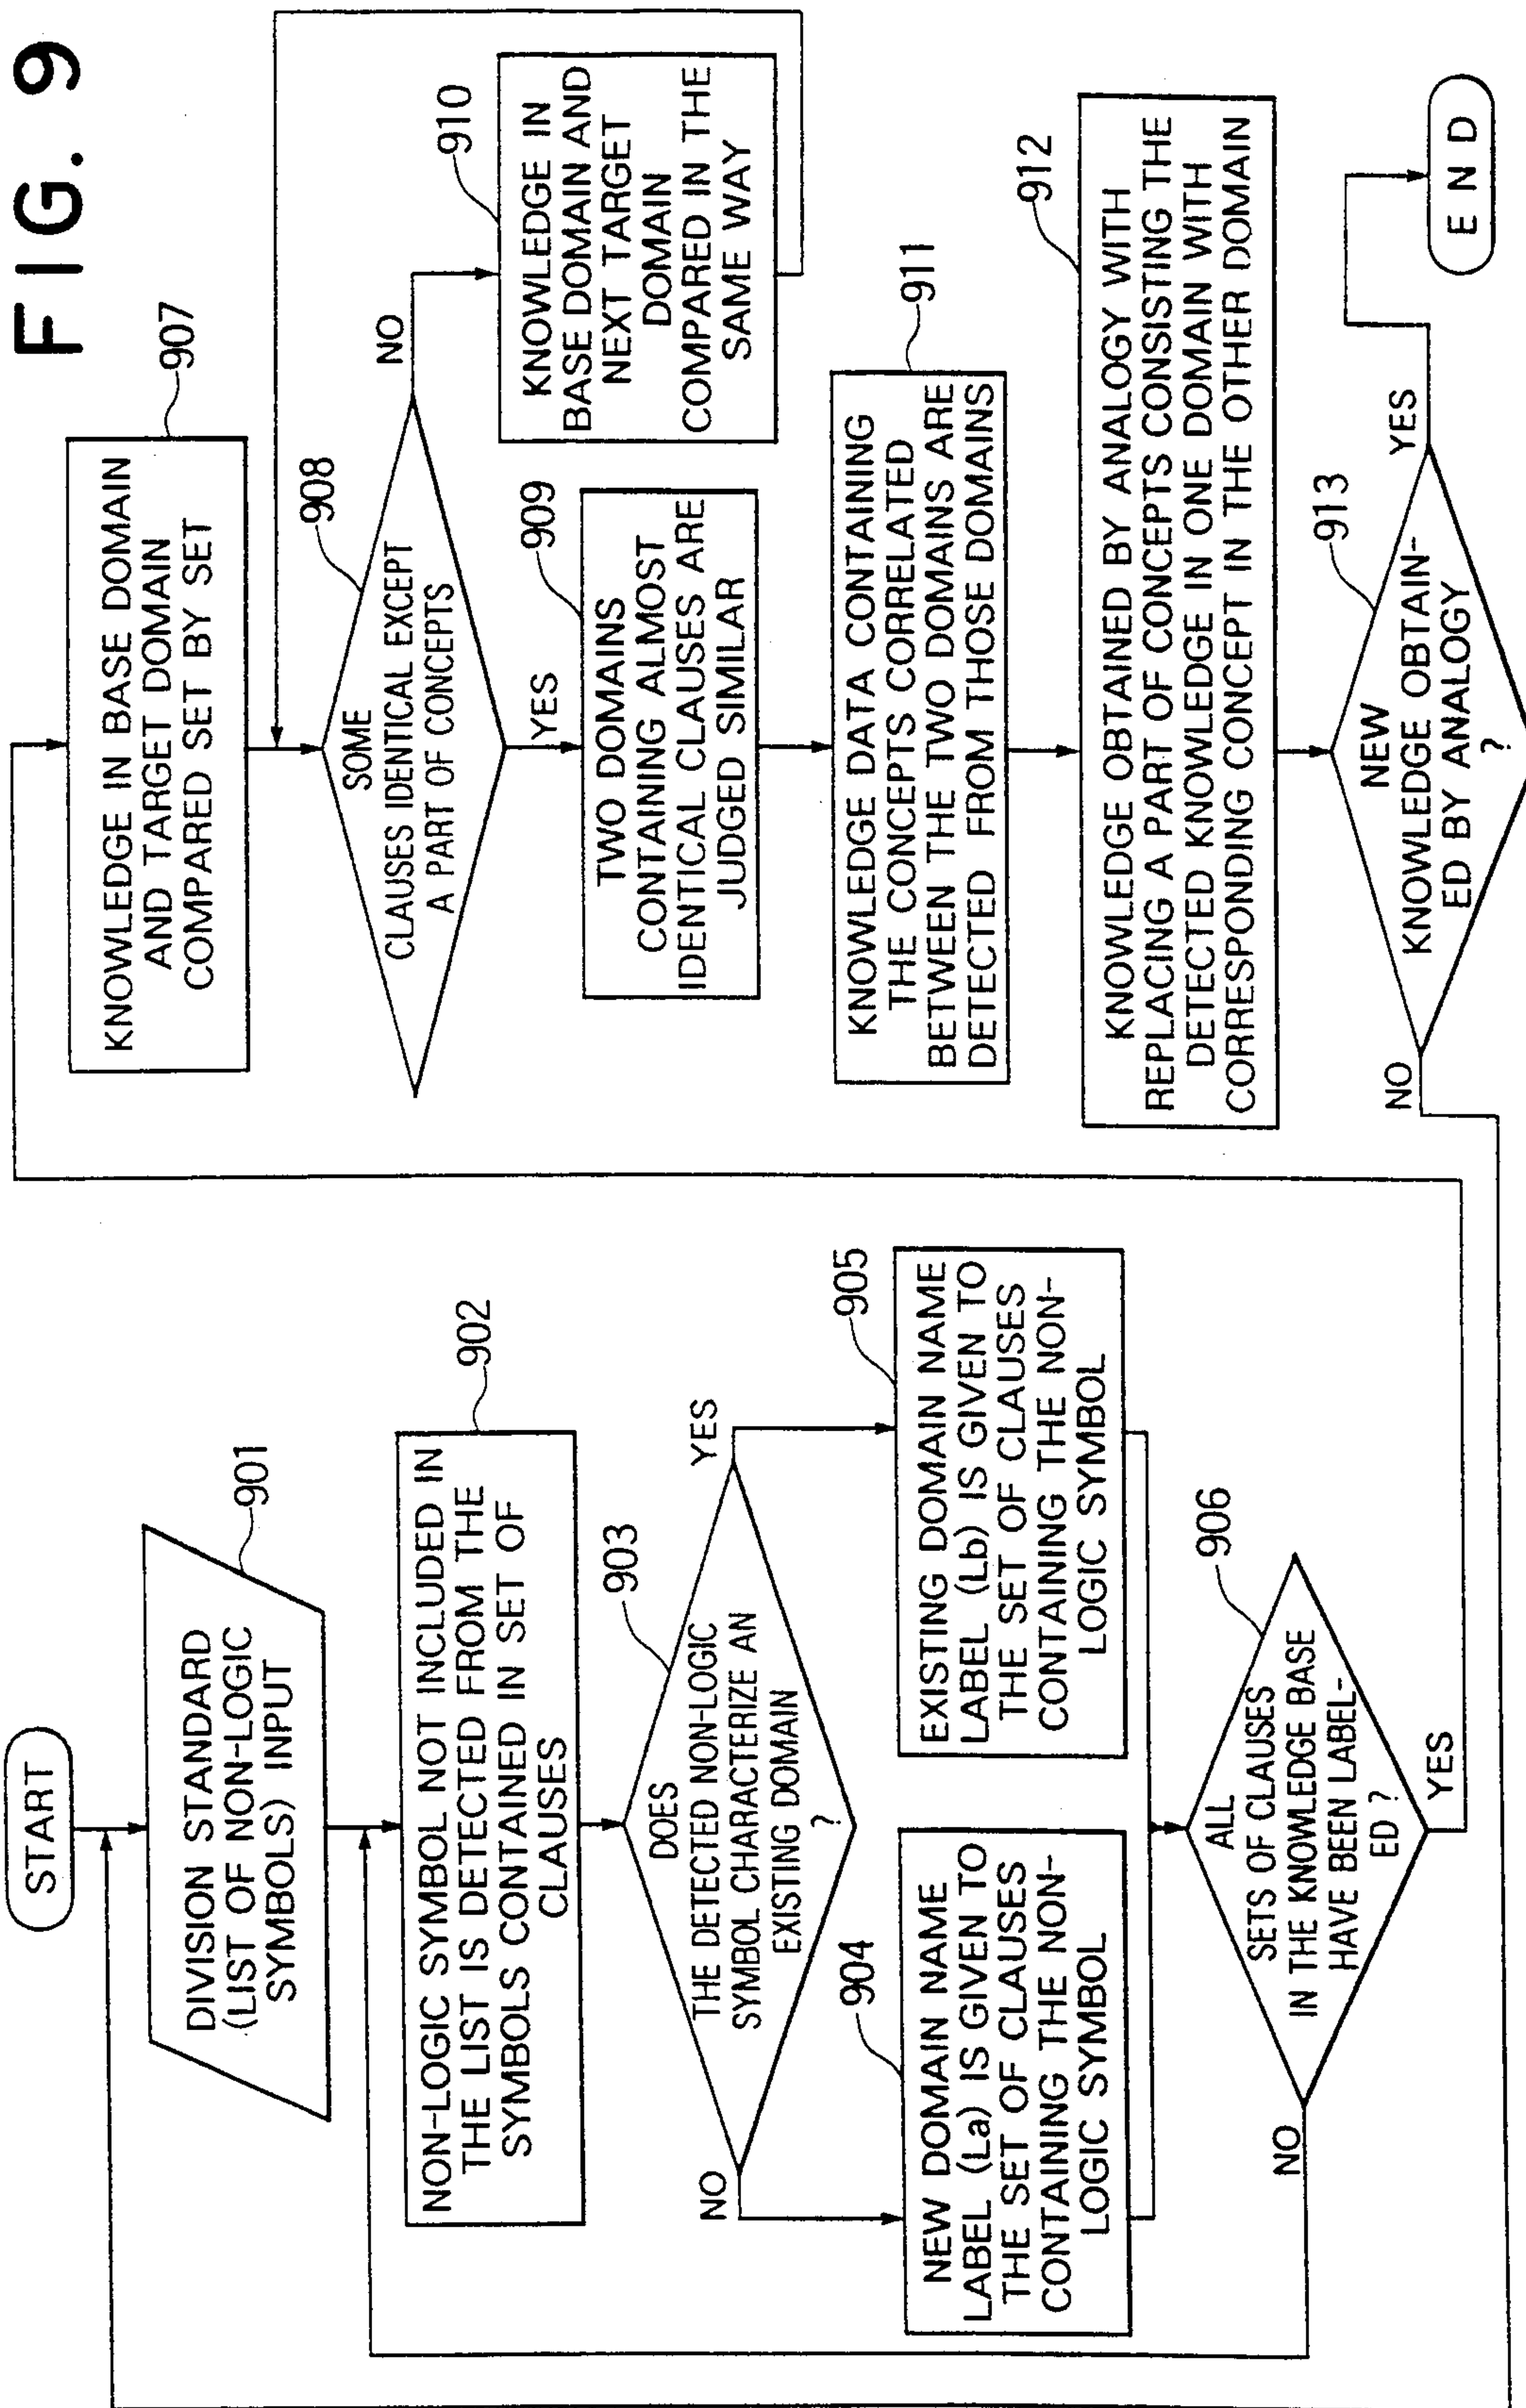 FIG. 9
START
901
DIVISION STANDARD
(LIST OF NON-LOGIC
SYMBOLS) INPUT
902
NON-LOGIC SYMBOL NOT INCLUDED IN
THE LIST IS DETECTED FROM THE
SYMBOLS CONTAINED IN SET OF
CLAUSES
903
DOES
THE DETECTED NON-LOGIC
SYMBOL CHARACTERIZE AN
EXISTING DOMAIN
?
NO
YES
904
NEW DOMAIN NAME
LABEL (La) IS GIVEN TO
THE SET OF CLAUSES
CONTAINING THE NON-
LOGIC SYMBOL
905
EXISTING DOMAIN NAME
LABEL (Lb) IS GIVEN TO
THE SET OF CLAUSES
CONTAINING THE NON-
LOGIC SYMBOL
906
ALL
SETS OF CLAUSES
IN THE KNOWLEDGE BASE
HAVE BEEN LABEL-
ED ?
NO
YES
907
KNOWLEDGE IN BASE DOMAIN
AND TARGET DOMAIN
COMPARED SET BY SET
908
SOME
CLAUSES IDENTICAL EXCEPT
A PART OF CONCEPTS
NO
YES
909
TWO DOMAINS
CONTAINING ALMOST
IDENTICAL CLAUSES ARE
JUDGED SIMILAR
910
KNOWLEDGE IN
BASE DOMAIN AND
NEXT TARGET
DOMAIN
COMPARED IN THE
SAME WAY
911
KNOWLEDGE DATA CONTAINING
THE CONCEPTS CORRELATED
BETWEEN THE TWO DOMAINS ARE
DETECTED FROM THOSE DOMAINS
912
KNOWLEDGE OBTAINED BY ANALOGY WITH
REPLACING A PART OF CONCEPTS CONSISTING THE
DETECTED KNOWLEDGE IN ONE DOMAIN WITH
CORRESPONDING CONCEPT IN THE OTHER DOMAIN
913
NEW
KNOWLEDGE OBTAIN-
ED BY ANALOGY
?
NO
YES
END